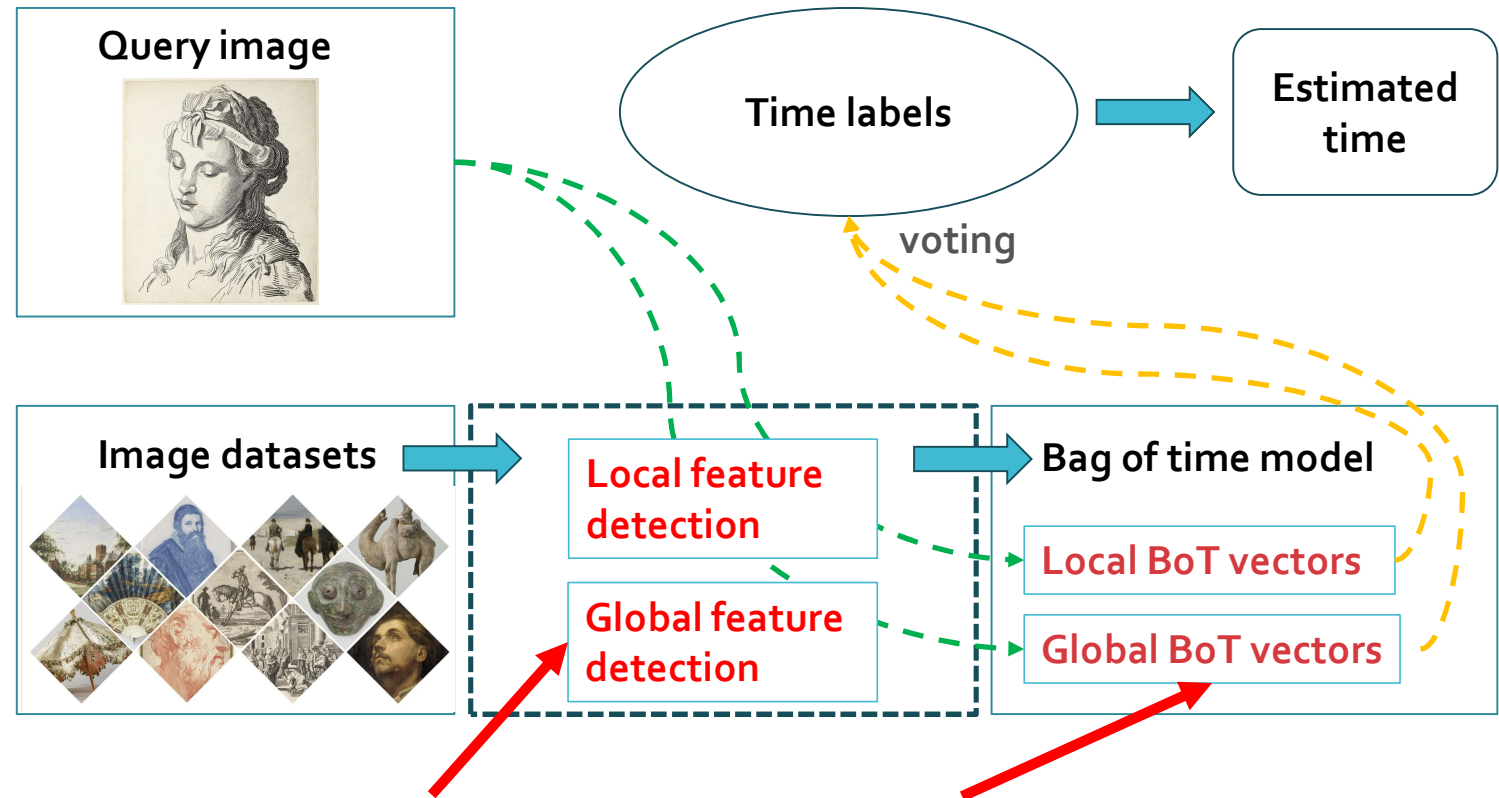 Query image
Time labels
Estimated
time
voting
Image datasets
Local feature
detection
Global feature
detection
Bag of time model
Local BoT vectors
Global BoT vectors